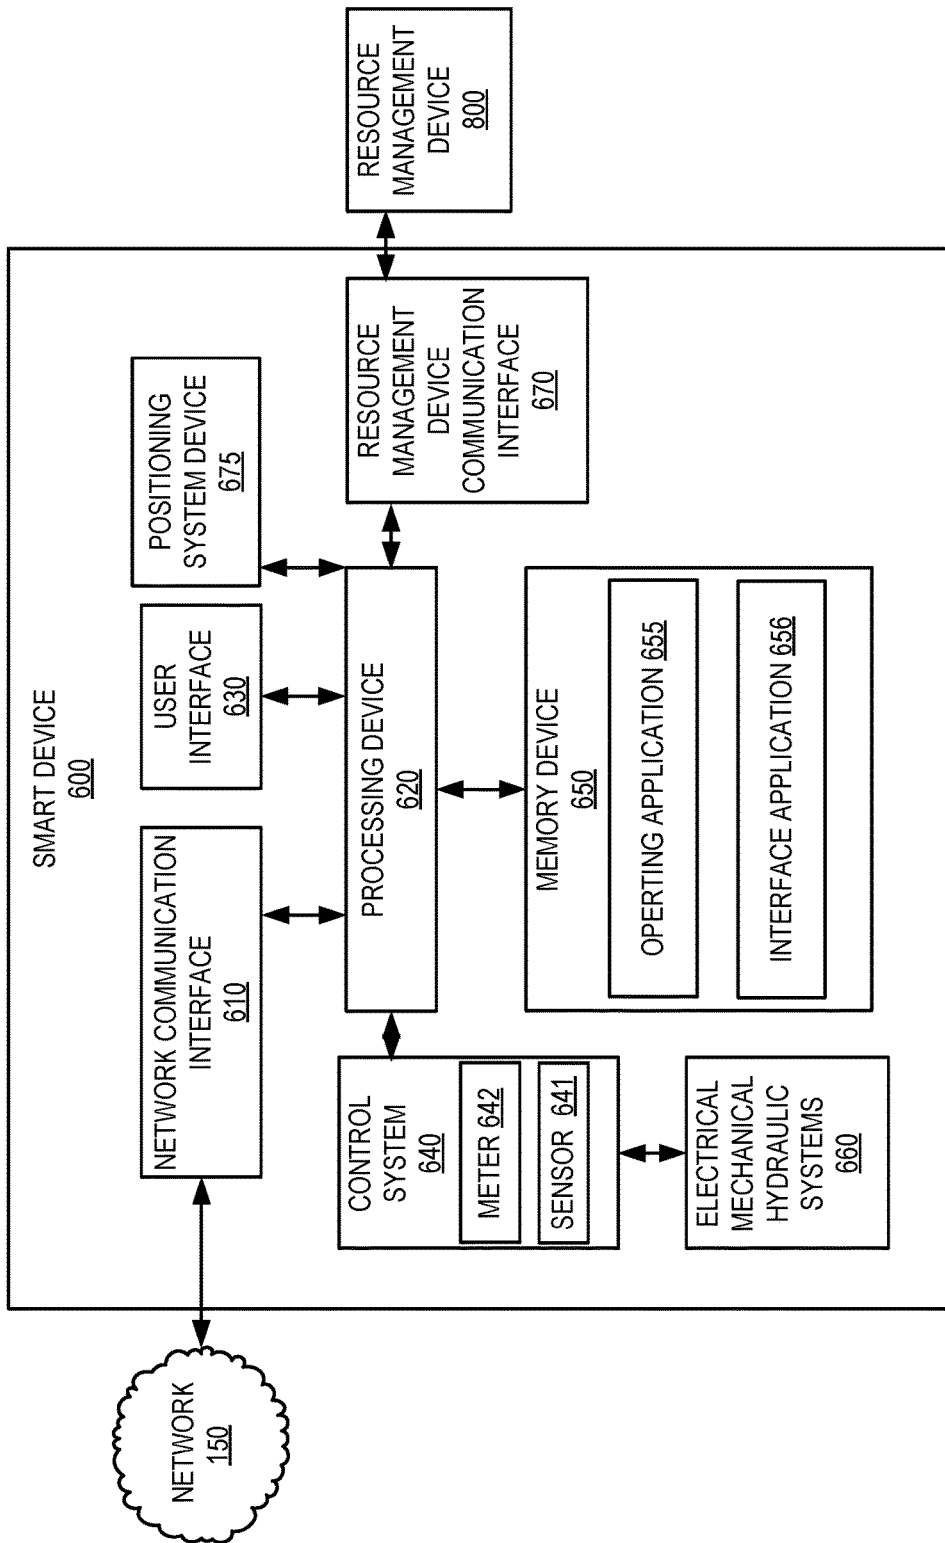 SMART DEVICE
600
NETWORK
150
NETWORK COMMUNICATION
INTERFACE
610
USER
INTERFACE
630
POSITIONING
SYSTEM DEVICE
675
CONTROL
SYSTEM
640
METER 642
SENSOR 641
PROCESSING DEVICE
620
RESOURCE
MANAGEMENT
DEVICE
COMMUNICATION
INTERFACE
670
RESOURCE
MANAGEMENT
DEVICE
800
MEMORY DEVICE
650
OPERTING APPLICATION 655
INTERFACE APPLICATION 656
ELECTRICAL
MECHANICAL
HYDRAULIC
SYSTEMS
660